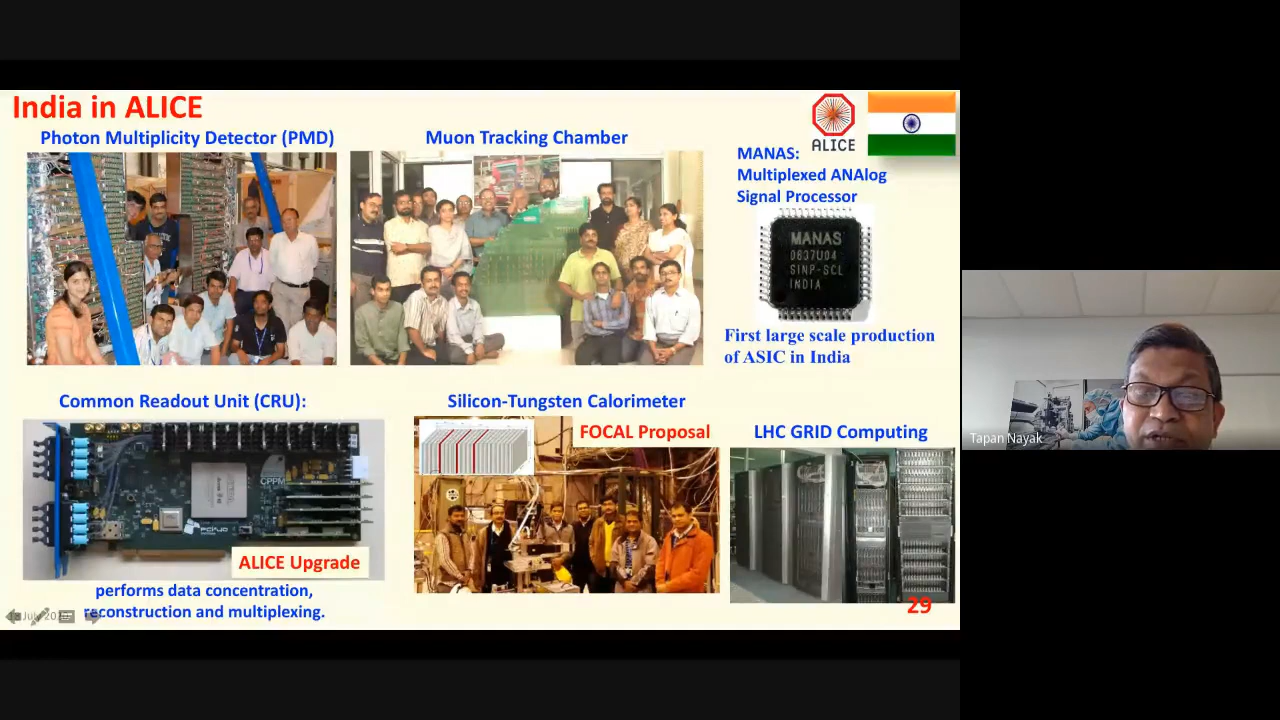 India in ALICE
ALICE
Photon Multiplicity Detector (PMD)
Muon Tracking Chamber
MANAS:
Multiplexed ANAlog
Signal Processor
MANAS
0637U04
SINP-SCL
INDIA
First large scale production
of ASIC in India
Common Readout Unit (CRU):
CPPM
ALICE Upgrade
performs data concentration,
reconstruction and multiplexing.
Silicon-Tungsten Calorimeter
FOCAL Proposal
LHC GRID Computing
29
Tapan Nayak